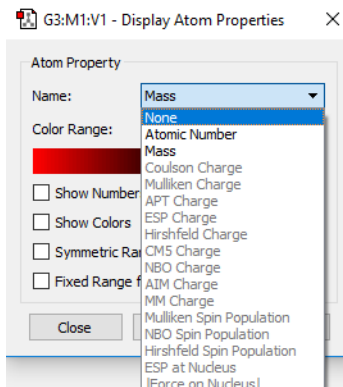 G3:M1:V1 - Display Atom Properties
Atom Property
Name: Mass
None
Color Range:
Atomic Number
Mass
Coulson Charge
Mulliken Charge
Show Number
APT Charge
ESP Charge
Show Colors
Hirshfeld Charge
Symmetric Ra
CM5 Charge
NBO Charge
Fixed Range f
AIM Charge
MM Charge
Mulliken Spin Population
Close
NBO Spin Population
Hirshfeld Spin Population
ESP at Nucleus
|Force on Nucleus|